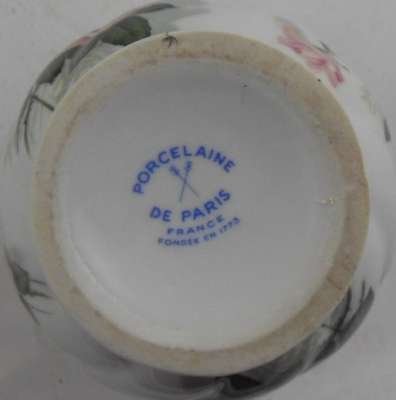 PORCELAINE
DE PARIS
FRANCE
FONDÉE EN 1773